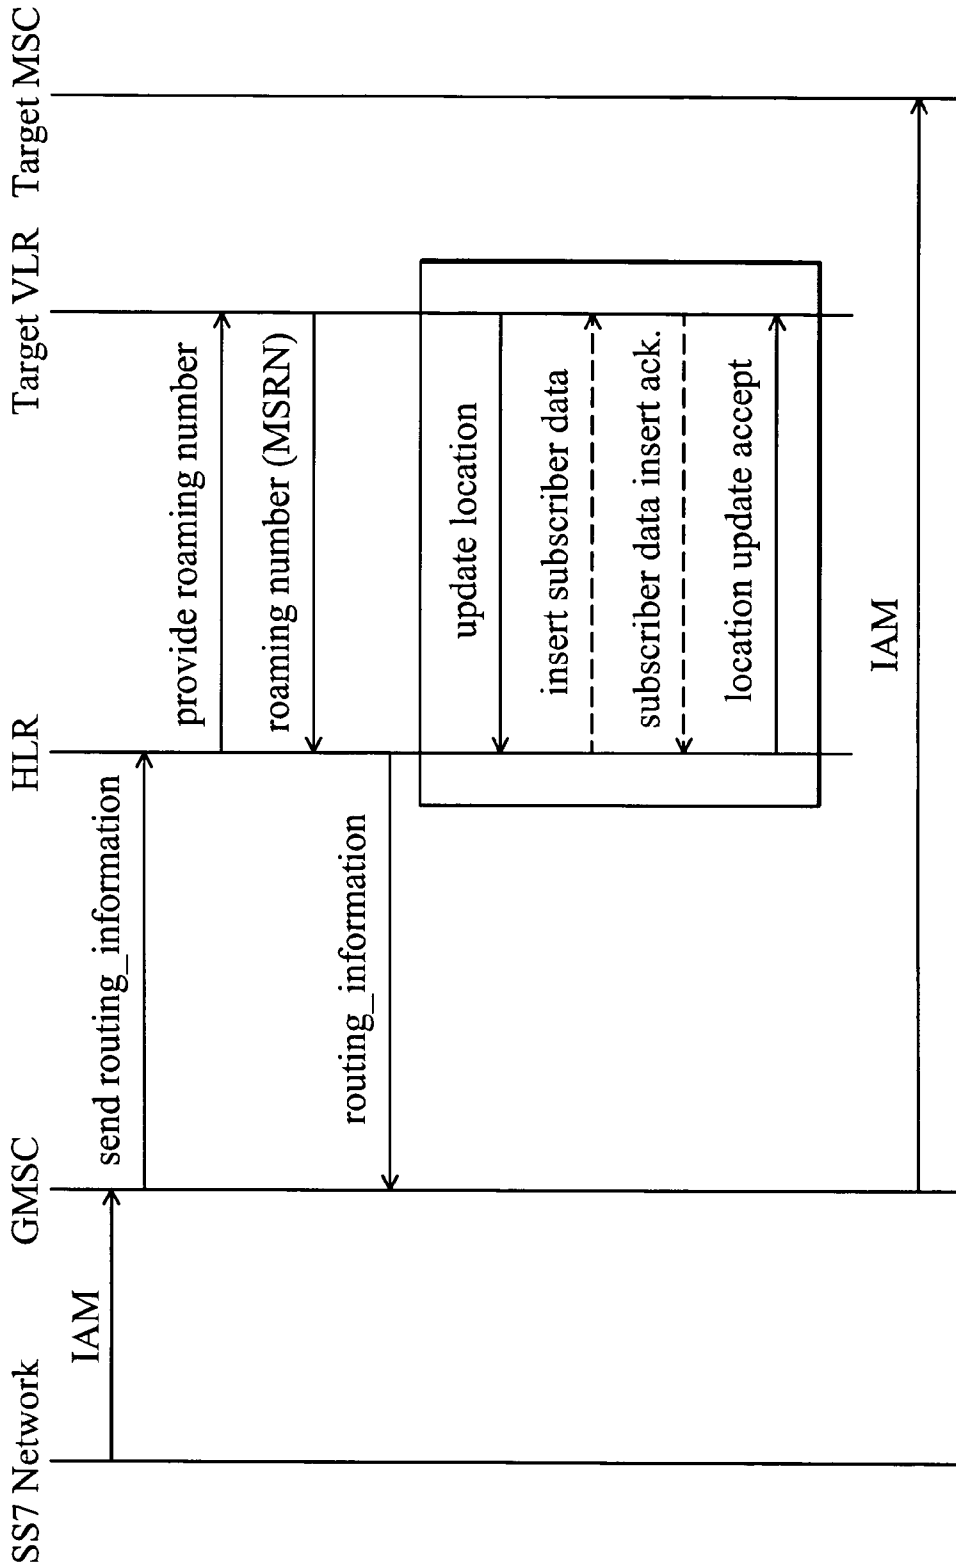 SS7 Network
GMSC
HLR
Target VLR
Target MSC
IAM
send routing_information
provide roaming number
roaming number (MSRN)
routing_information
update location
insert subscriber data
subscriber data insert ack.
location update accept
IAM